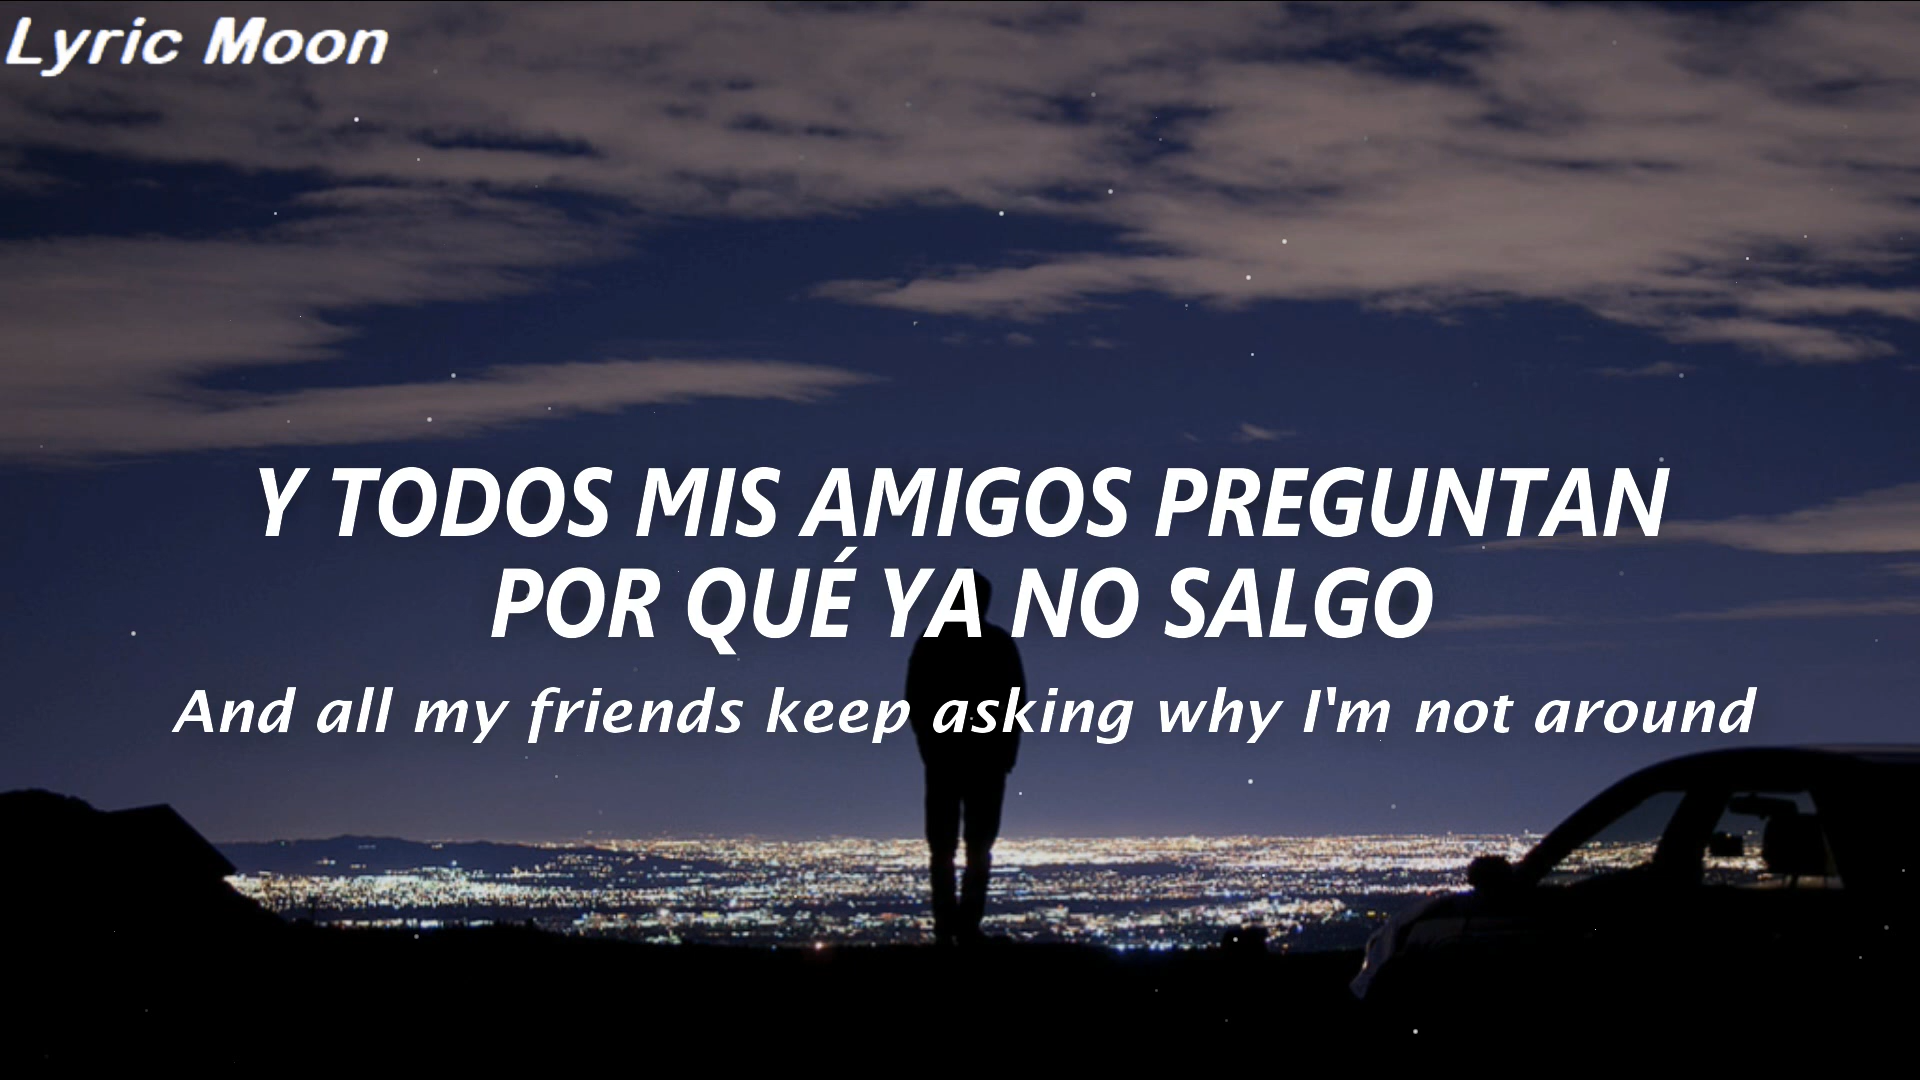 Lyric Moon
Y TODOS MIS AMIGOS PREGUNTAN
POR QUÉ YA NO SALGO
And all my friends keep asking why I'm not around